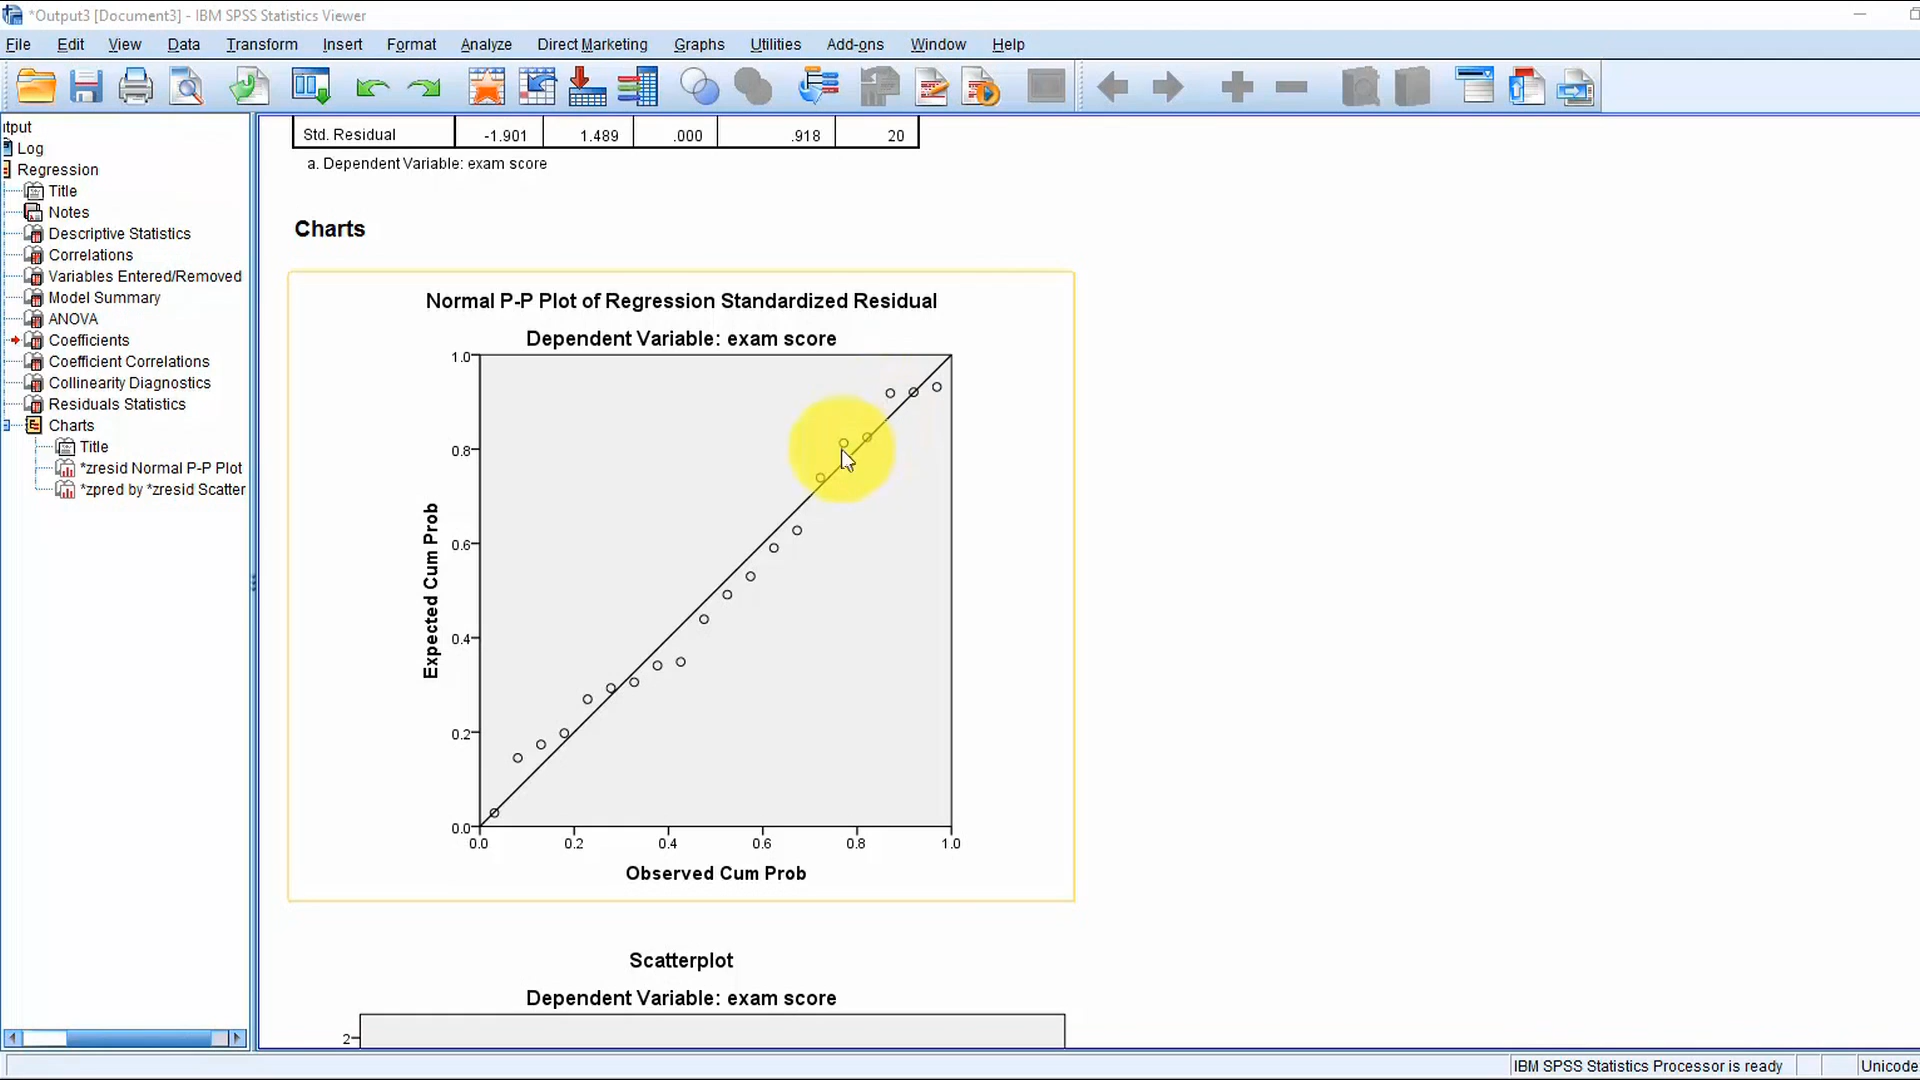 *Output3 [Document3] - IBM SPSS Statistics Viewer
File Edit View Data Transform Insert Format Analyze Direct Marketing Graphs Utilities Add-ons Window Help
tput
Log
Regression
Title
Notes
Descriptive Statistics
Correlations
Variables Entered/Removed
Model Summary
ANOVA
Coefficients
Coefficient Correlations
Collinearity Diagnostics
Residuals Statistics
Charts
Title
*zresid Normal P-P Plot
*zpred by *zresid Scatter
Std. Residual -1.901 1.489 .000 .918 20
a. Dependent Variable: exam score
Charts
Normal P-P Plot of Regression Standardized Residual
Dependent Variable: exam score
1.0
0.8
0.6
0.4
0.2
0.0
Expected Cum Prob
0.0 0.2 0.4 0.6 0.8 1.0
Observed Cum Prob
Scatterplot
Dependent Variable: exam score
2
IBM SPSS Statistics Processor is ready
Unicode